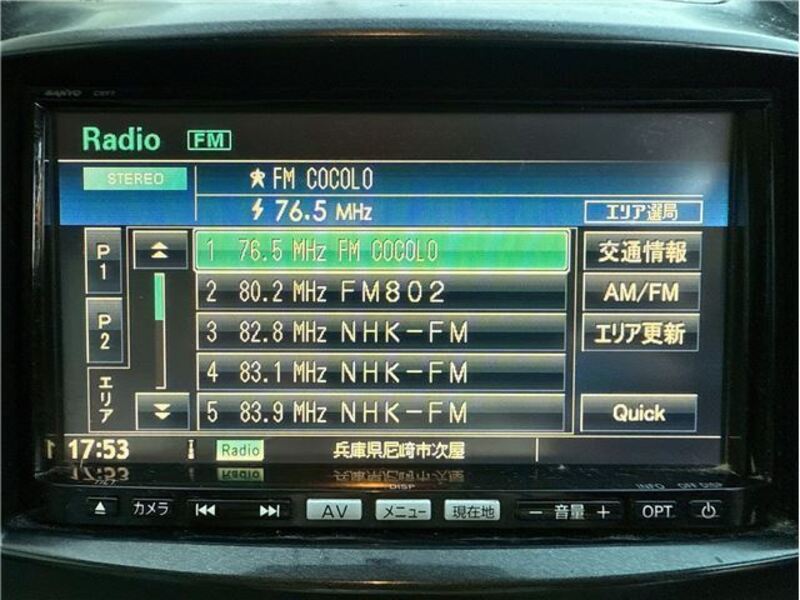 SANYO
Radio FM
STEREO
FM COCOLO
76.5 MHz
エリア選局
P1
P2
エリア
1 76.5 MHz FM COCOLO
2 80.2 MHz FM802
3 82.8 MHz NHK-FM
4 83.1 MHz NHK-FM
5 83.9 MHz NHK-FM
交通情報
AM/FM
エリア更新
Quick
17:53
Radio
兵庫県尼崎市次屋
DISP
INFO
OFF DISP
カメラ
AV
メニュー
現在地
− 音量 +
OPT